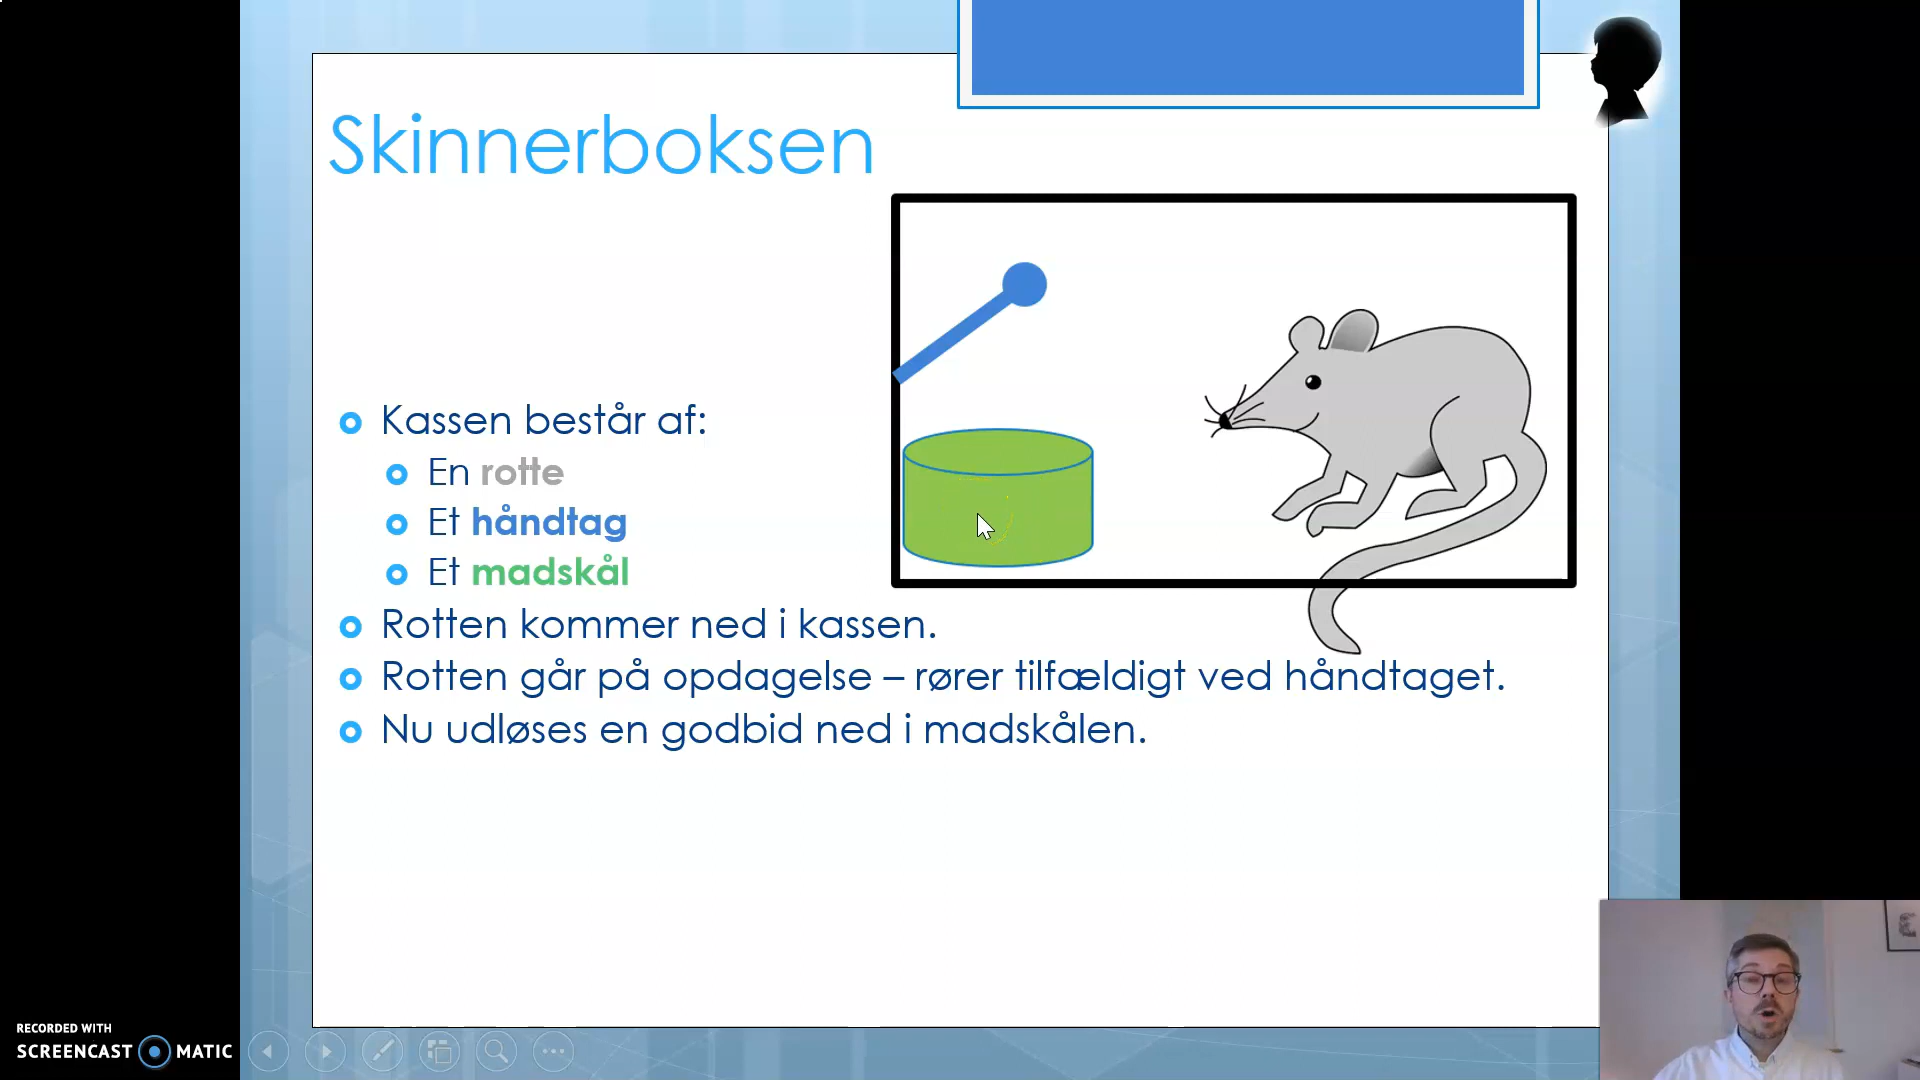 Skinnerboksen
Kassen består af:
En rotte
Et håndtag
Et madskål
Rotten kommer ned i kassen.
Rotten går på opdagelse – rører tilfældigt ved håndtaget.
Nu udløses en godbid ned i madskålen.
RECORDED WITH
SCREENCAST MATIC